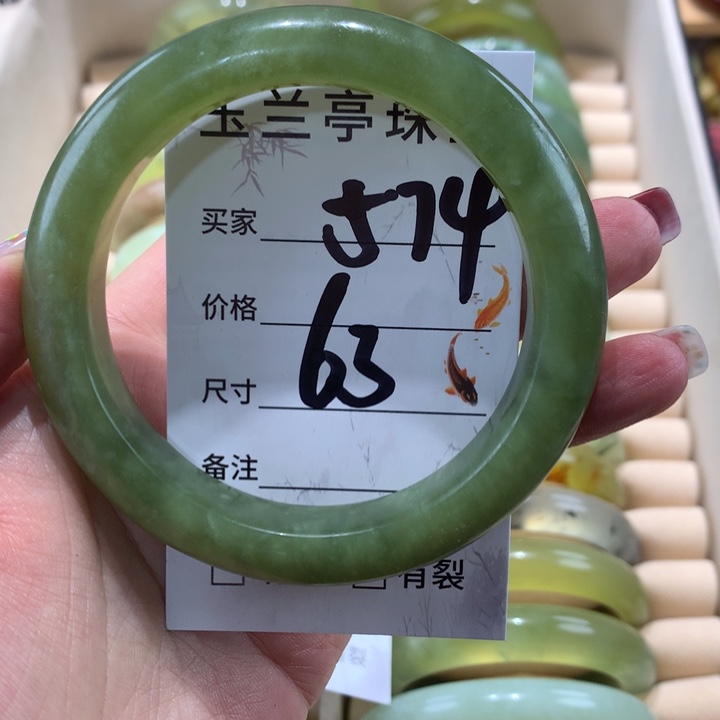 玉兰亭珠
买家 574
价格
尺寸 63
备注
有裂